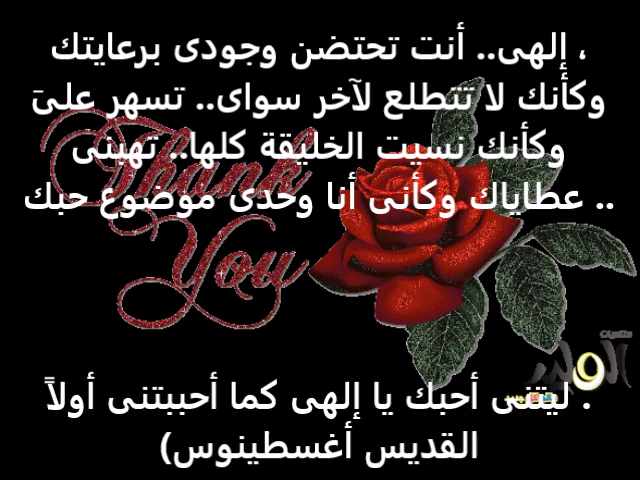 ، إلهى.. أنت تحتضن وجودى برعايتك
وكأنك لا تتطلع لآخر سواى.. تسهر علىَ
وكأنك نسيت الخليقة كلها.. تهبنى
عطاياك وكأنى أنا وحدى موضوع حبك ..
Thank
You
منتديات
. ليتنى أحبك يا إلهى كما أحببتنى أولاً
القديس أغسطينوس)